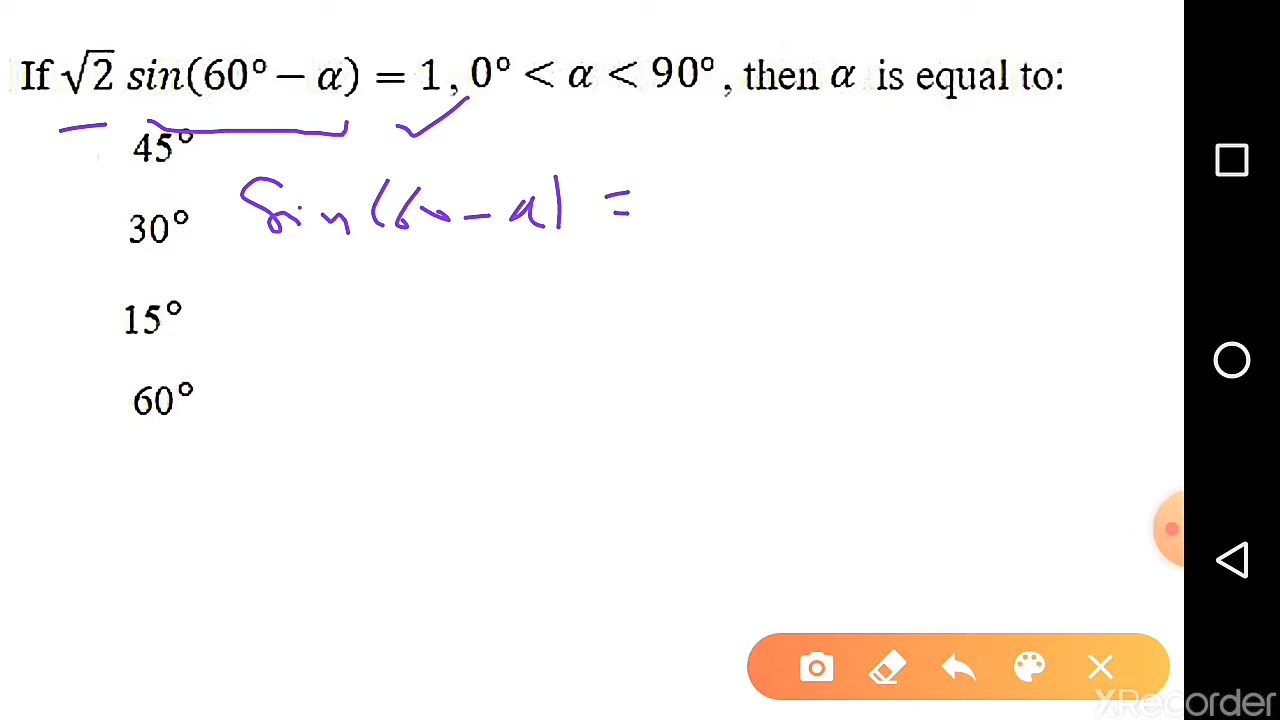 If √2 sin(60° − α) = 1, 0° < α < 90°, then α is equal to:
45°
sin(60 − α) =
30°
15°
60°
XRecorder